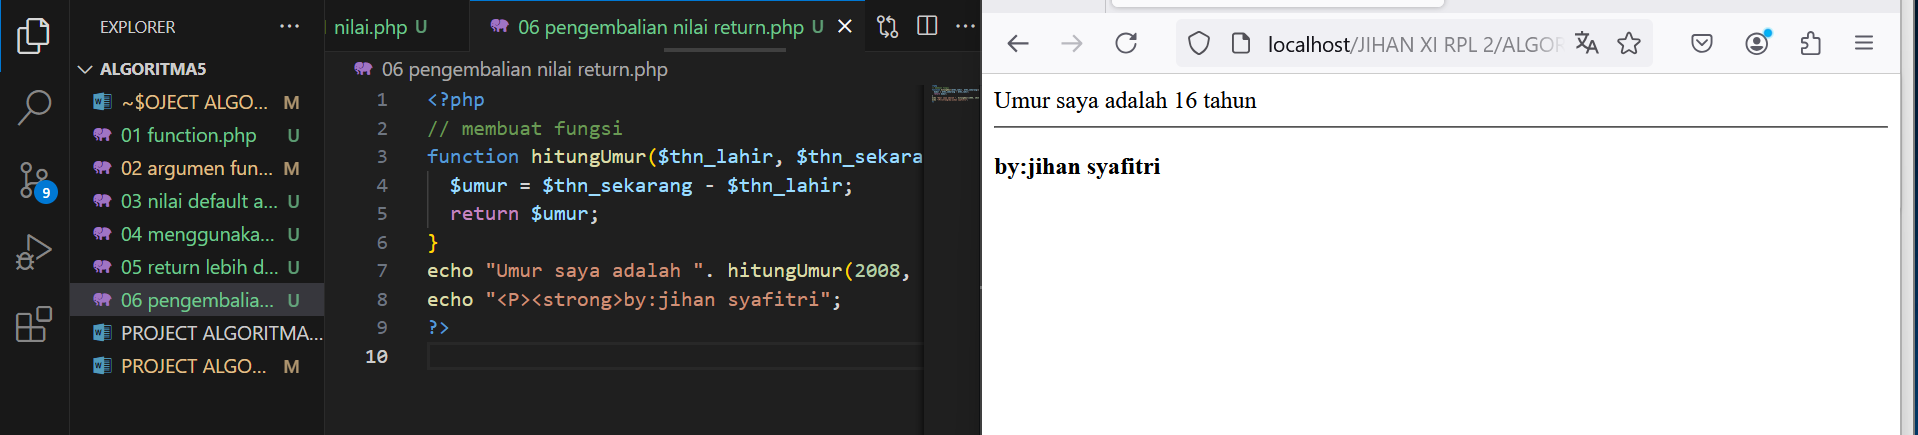 EXPLORER
ALGORITMA5
~$OJECT ALGO... M
01 function.php U
02 argumen fun... M
03 nilai default a... U
04 menggunaka... U
05 return lebih d... U
06 pengembalia... U
PROJECT ALGORITMA...
PROJECT ALGO... M
9
nilai.php U
06 pengembalian nilai return.php U
06 pengembalian nilai return.php
1 <?php
2 // membuat fungsi
3 function hitungUmur($thn_lahir, $thn_sekara
4 $umur = $thn_sekarang - $thn_lahir;
5 return $umur;
6 }
7 echo "Umur saya adalah ". hitungUmur(2008,
8 echo "<P><strong>by:jihan syafitri";
9 ?>
10
localhost/JIHAN XI RPL 2/ALGOR
Umur saya adalah 16 tahun
by:jihan syafitri